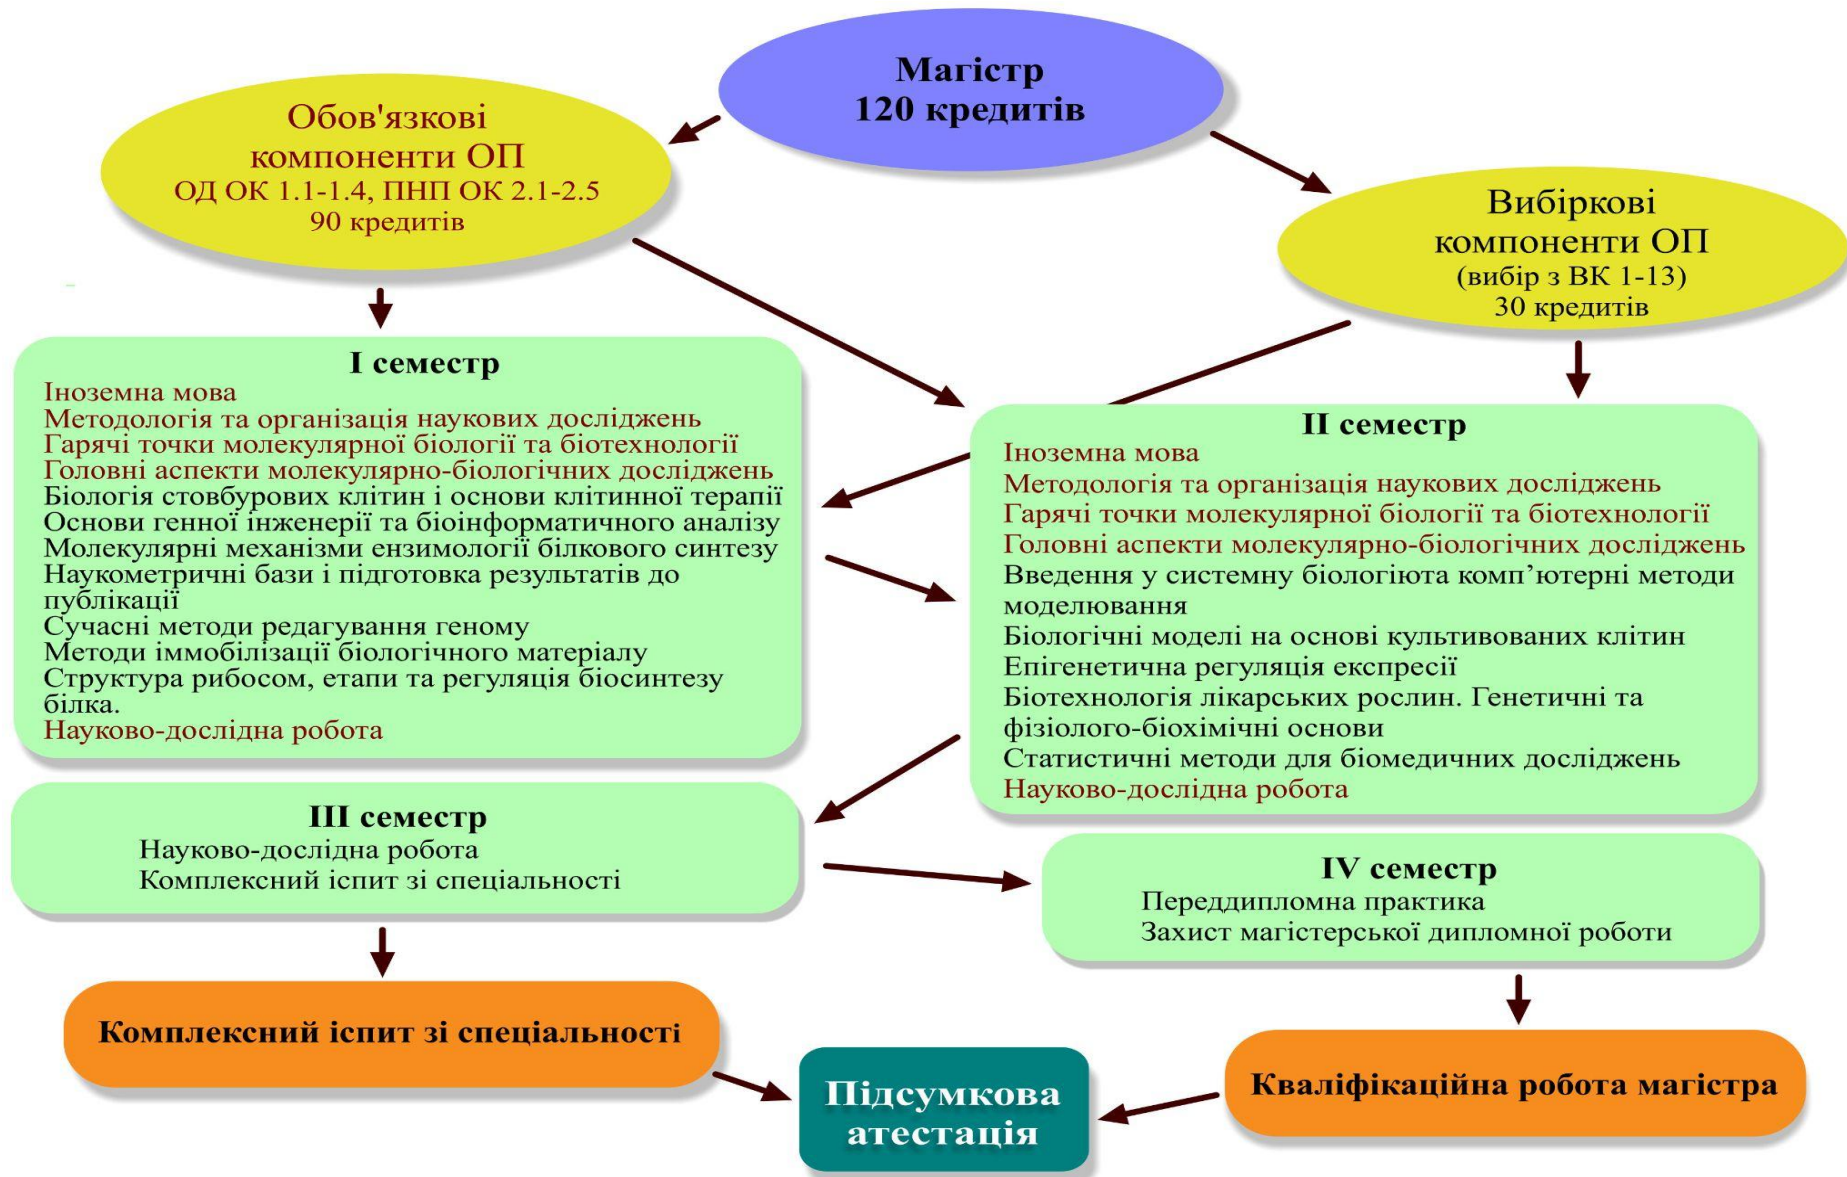 Магістр
120 кредитів
Обов'язкові
компоненти ОП
ОД ОК 1.1-1.4, ПНП ОК 2.1-2.5
90 кредитів
Вибіркові
компоненти ОП
(вибір з ВК 1-13)
30 кредитів
I семестр
Іноземна мова
Методологія та організація наукових досліджень
Гарячі точки молекулярної біології та біотехнології
Головні аспекти молекулярно-біологічних досліджень
Біологія стовбурових клітин і основи клітинної терапії
Основи генної інженерії та біоінформатичного аналізу
Молекулярні механізми ензимології білкового синтезу
Наукометричні бази і підготовка результатів до
публікації
Сучасні методи редагування геному
Методи іммобілізації біологічного матеріалу
Структура рибосом, етапи та регуляція біосинтезу
білка.
Науково-дослідна робота
II семестр
Іноземна мова
Методологія та організація наукових досліджень
Гарячі точки молекулярної біології та біотехнології
Головні аспекти молекулярно-біологічних досліджень
Введення у системну біологіюта комп’ютерні методи
моделювання
Біологічні моделі на основі культивованих клітин
Епігенетична регуляція експресії
Біотехнологія лікарських рослин. Генетичні та
фізіолого-біохімічні основи
Статистичні методи для біомедичних досліджень
Науково-дослідна робота
III семестр
Науково-дослідна робота
Комплексний іспит зі спеціальності
IV семестр
Переддипломна практика
Захист магістерської дипломної роботи
Комплексний іспит зі спеціальності
Кваліфікаційна робота магістра
Підсумкова
атестація